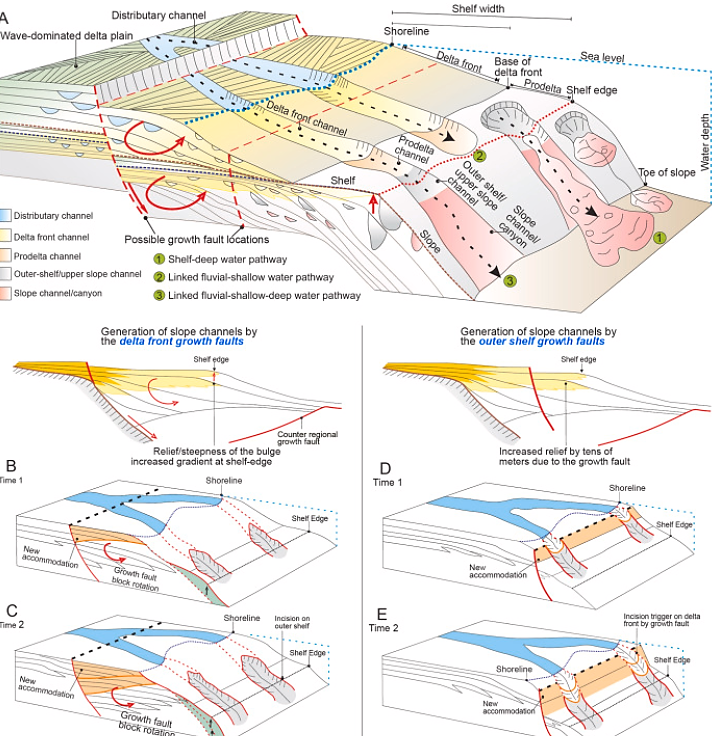 A
Distributary channel
Wave-dominated delta plain
Shelf width
Shoreline
Delta front
Base of
delta front
Sea level
Prodelta
Shelf edge
Water depth
Delta front channel
Prodelta
channel
2
Outer shelf/
upper slope
channel
Toe of slope
Shelf
Slope
channel/
canyon
Slope
1
3
Possible growth fault locations
Distributary channel
Delta front channel
Prodelta channel
Outer-shelf/upper slope channel
Slope channel/canyon
1 Shelf-deep water pathway
2 Linked fluvial-shallow water pathway
3 Linked fluvial-shallow-deep water pathway
Generation of slope channels by
the delta front growth faults
Shelf edge
Counter regional
growth fault
Relief/steepness of the bulge
increased gradient at shelf-edge
Generation of slope channels by
the outer shelf growth faults
Shelf edge
Increased relief by tens of
meters due to the growth fault
B
Time 1
Shoreline
Shelf Edge
New
accommodation
Growth fault
block rotation
C
Time 2
Shoreline
Incision on
outer shelf
Shelf Edge
New
accommodation
Growth fault
block rotation
D
Time 1
Shoreline
Shelf Edge
New
accommodation
E
Time 2
Incision trigger on delta
front by growth fault
Shoreline
Shelf Edge
New
accommodation